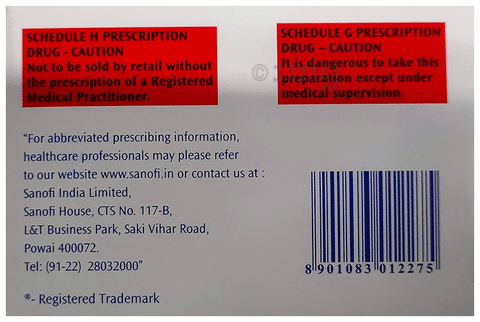 SCHEDULE H PRESCRIPTION
DRUG - CAUTION
Not to be sold by retail without
the prescription of a Registered
Medical Practitioner.
SCHEDULE G PRESCRIPTION
DRUG – CAUTION
It is dangerous to take this
preparation except under
medical supervision.
“For abbreviated prescribing information,
healthcare professionals may please refer
to our website www.sanofi.in or contact us at :
Sanofi India Limited,
Sanofi House, CTS No. 117-B,
L&T Business Park, Saki Vihar Road,
Powai 400072.
Tel: (91-22) 28032000”
®- Registered Trademark
8 901083 012275